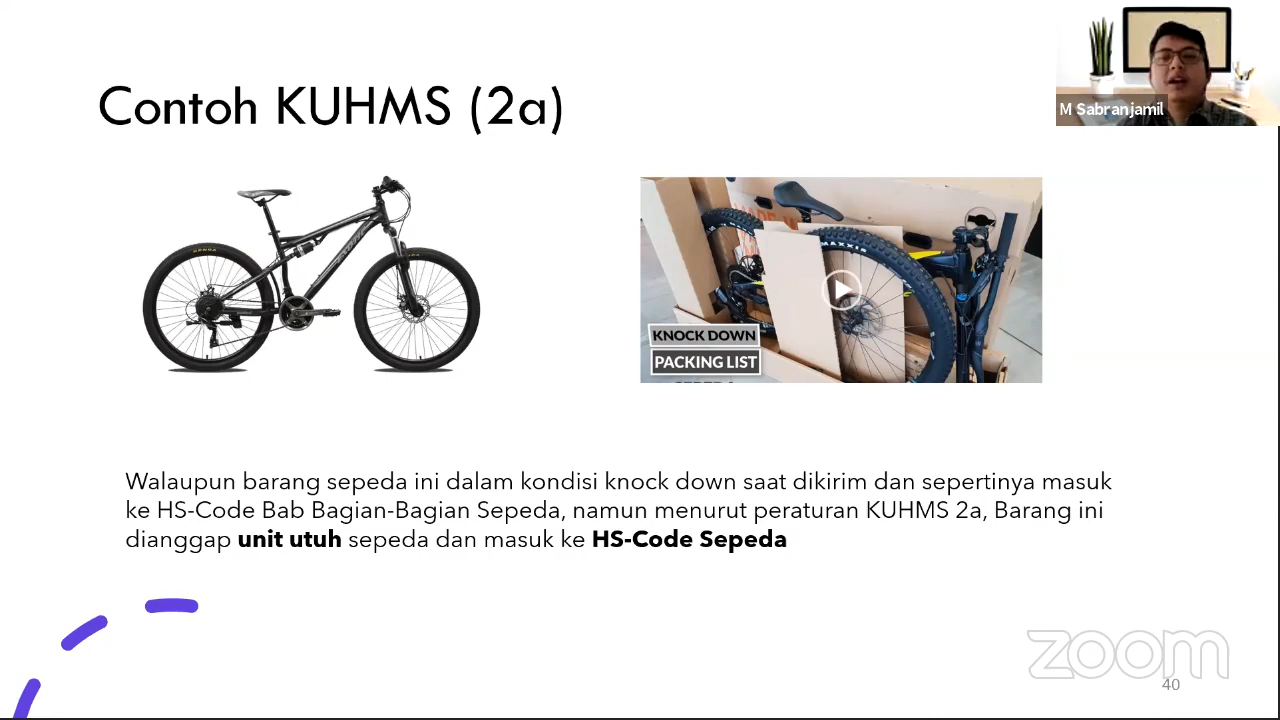 M Sabranjamil
Contoh KUHMS (2a)
MAXXIS
KNOCK DOWN
PACKING LIST
Walaupun barang sepeda ini dalam kondisi knock down saat dikirim dan sepertinya masuk
ke HS-Code Bab Bagian-Bagian Sepeda, namun menurut peraturan KUHMS 2a, Barang ini
dianggap unit utuh sepeda dan masuk ke HS-Code Sepeda
zoom
40